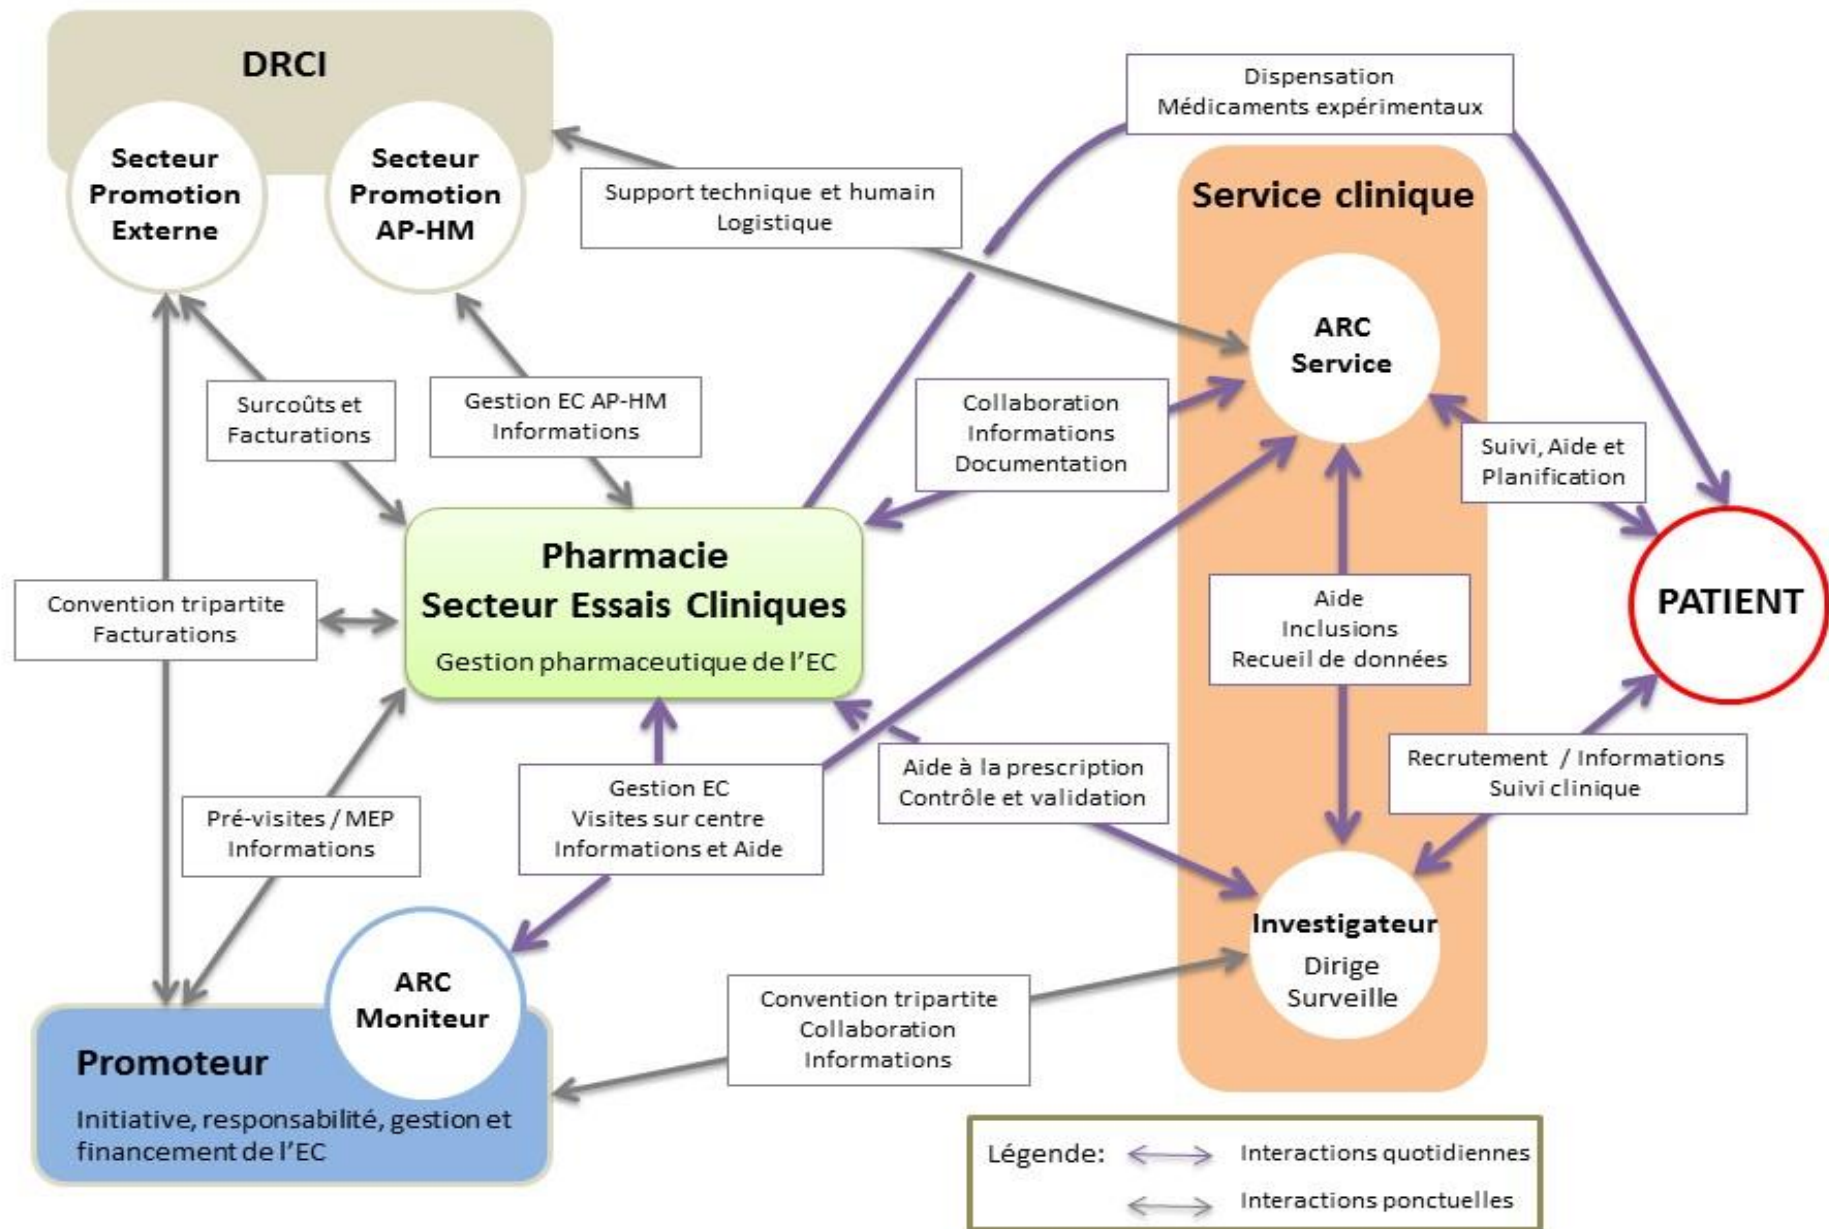 DRCI
Secteur
Promotion
Externe
Secteur
Promotion
AP-HM
Dispensation
Médicaments expérimentaux
Support technique et humain
Logistique
Service clinique
ARC
Service
Surcoûts et
Facturations
Gestion EC AP-HM
Informations
Collaboration
Informations
Documentation
Suivi, Aide et
Planification
Pharmacie
Secteur Essais Cliniques
Gestion pharmaceutique de l'EC
Convention tripartite
Facturations
Aide
Inclusions
Recueil de données
PATIENT
Pré-visites / MEP
Informations
Gestion EC
Visites sur centre
Informations et Aide
Aide à la prescription
Contrôle et validation
Recrutement / Informations
Suivi clinique
ARC
Moniteur
Investigateur
Dirige
Surveille
Convention tripartite
Collaboration
Informations
Promoteur
Initiative, responsabilité, gestion et
financement de l'EC
Légende:
Interactions quotidiennes
Interactions ponctuelles